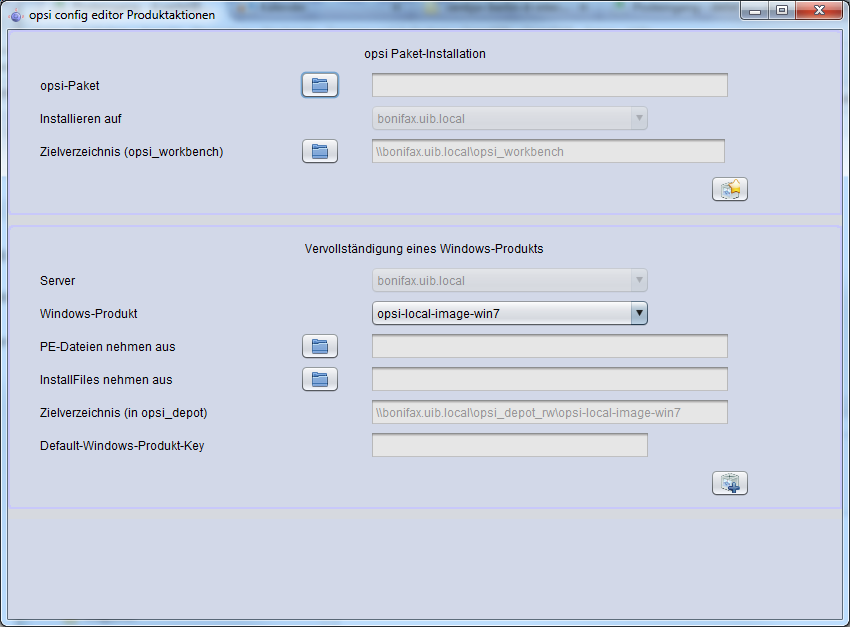 opsi config editor Produktaktionen
opsi Paket-Installation
opsi-Paket
Installieren auf
bonifax.uib.local
Zielverzeichnis (opsi_workbench)
\\bonifax.uib.local\opsi_workbench
Vervollständigung eines Windows-Produkts
Server
bonifax.uib.local
Windows-Produkt
opsi-local-image-win7
PE-Dateien nehmen aus
InstallFiles nehmen aus
Zielverzeichnis (in opsi_depot)
\\bonifax.uib.local\opsi_depot_rw\opsi-local-image-win7
Default-Windows-Produkt-Key